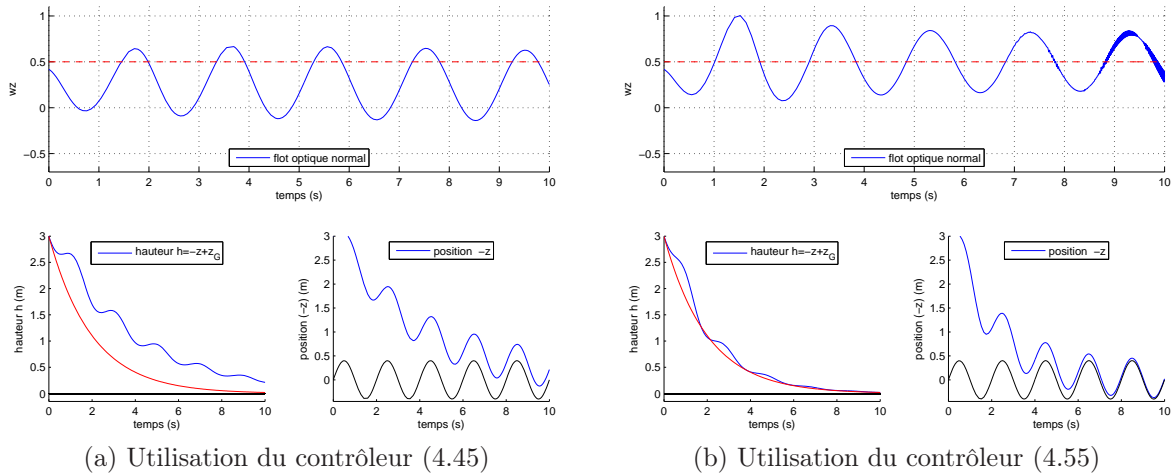 1
0.5
0
−0.5
wz
0 1 2 3 4 5 6 7 8 9 10
temps (s)
flot optique normal
3
2.5
2
1.5
1
0.5
0
hauteur h (m)
0 2 4 6 8 10
temps (s)
hauteur h=−z+z_G
3
2.5
2
1.5
1
0.5
0
position (−z) (m)
0 2 4 6 8 10
temps (s)
position −z
(a) Utilisation du contrôleur (4.45)
1
0.5
0
−0.5
wz
0 1 2 3 4 5 6 7 8 9 10
temps (s)
flot optique normal
3
2.5
2
1.5
1
0.5
0
hauteur h (m)
0 2 4 6 8 10
temps (s)
hauteur h=−z+z_G
3
2.5
2
1.5
1
0.5
0
position (−z) (m)
0 2 4 6 8 10
temps (s)
position −z
(b) Utilisation du contrôleur (4.55)